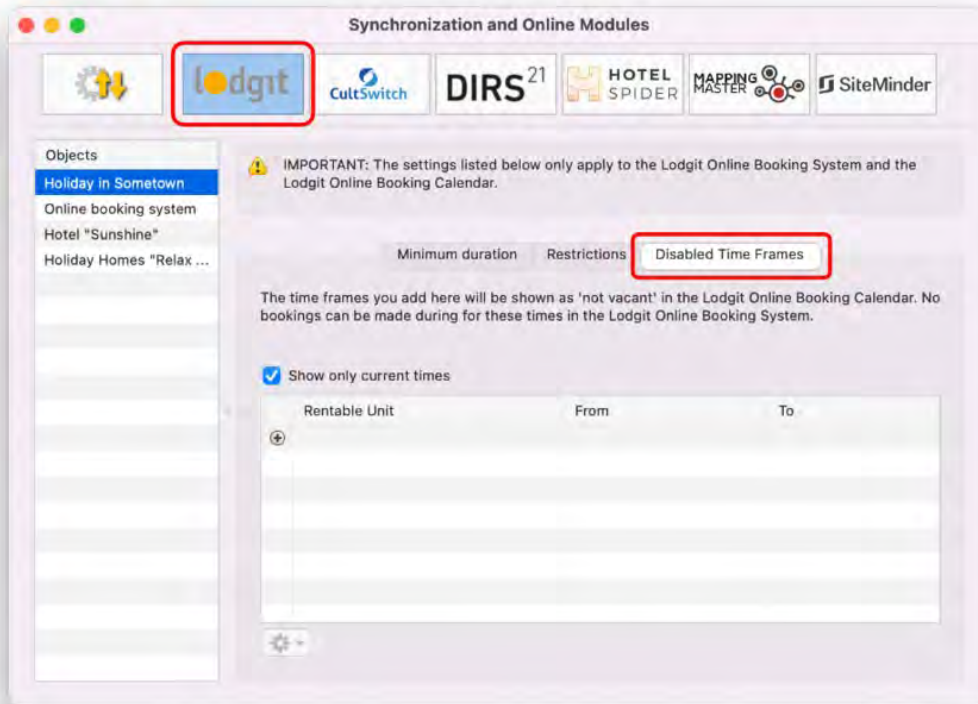 Synchronization and Online Modules
lodgit
CultSwitch
DIRS21
HOTEL
SPIDER
MAPPING
MASTER
SiteMinder
Objects
Holiday in Sometown
Online booking system
Hotel "Sunshine"
Holiday Homes "Relax ...
IMPORTANT: The settings listed below only apply to the Lodgit Online Booking System and the
Lodgit Online Booking Calendar.
Minimum duration Restrictions Disabled Time Frames
The time frames you add here will be shown as 'not vacant' in the Lodgit Online Booking Calendar. No
bookings can be made during for these times in the Lodgit Online Booking System.
Show only current times
Rentable Unit From To